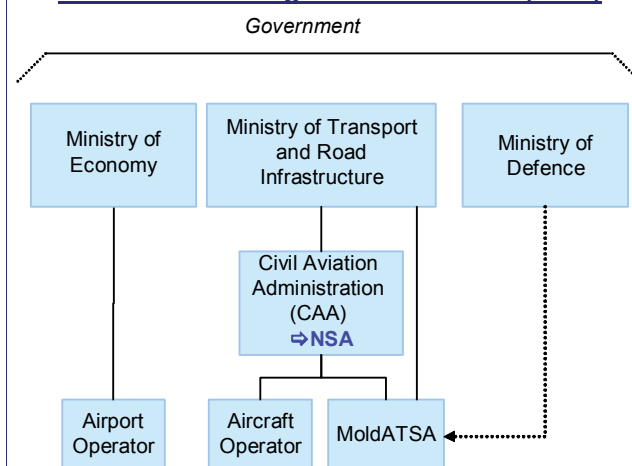 Government
Ministry of
Economy
Ministry of Transport
and Road
Infrastructure
Ministry of
Defence
Civil Aviation
Administration
(CAA)
⇨NSA
Airport
Operator
Aircraft
Operator
MoldATSA